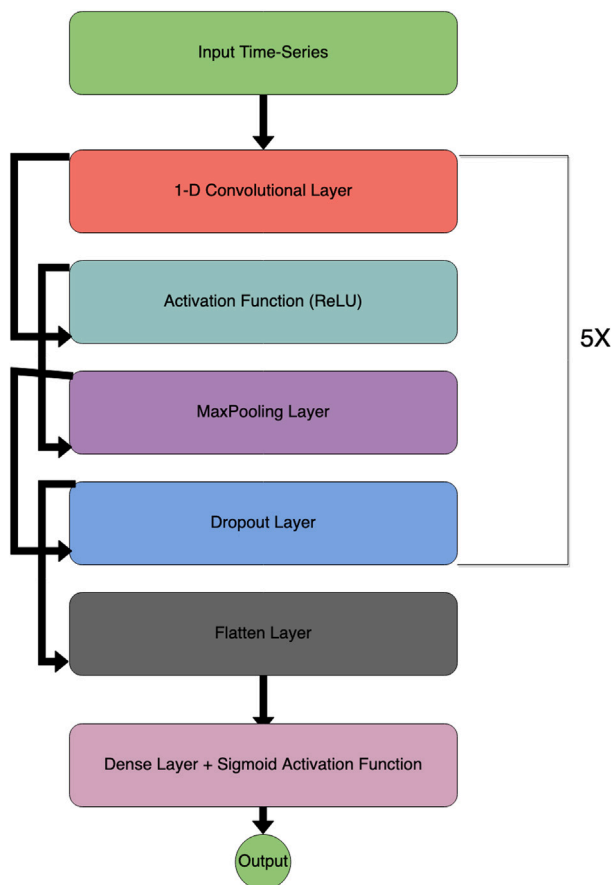 Input Time-Series
1-D Convolutional Layer
Activation Function (ReLU)
5X
MaxPooling Layer
Dropout Layer
Flatten Layer
Dense Layer + Sigmoid Activation Function
Output